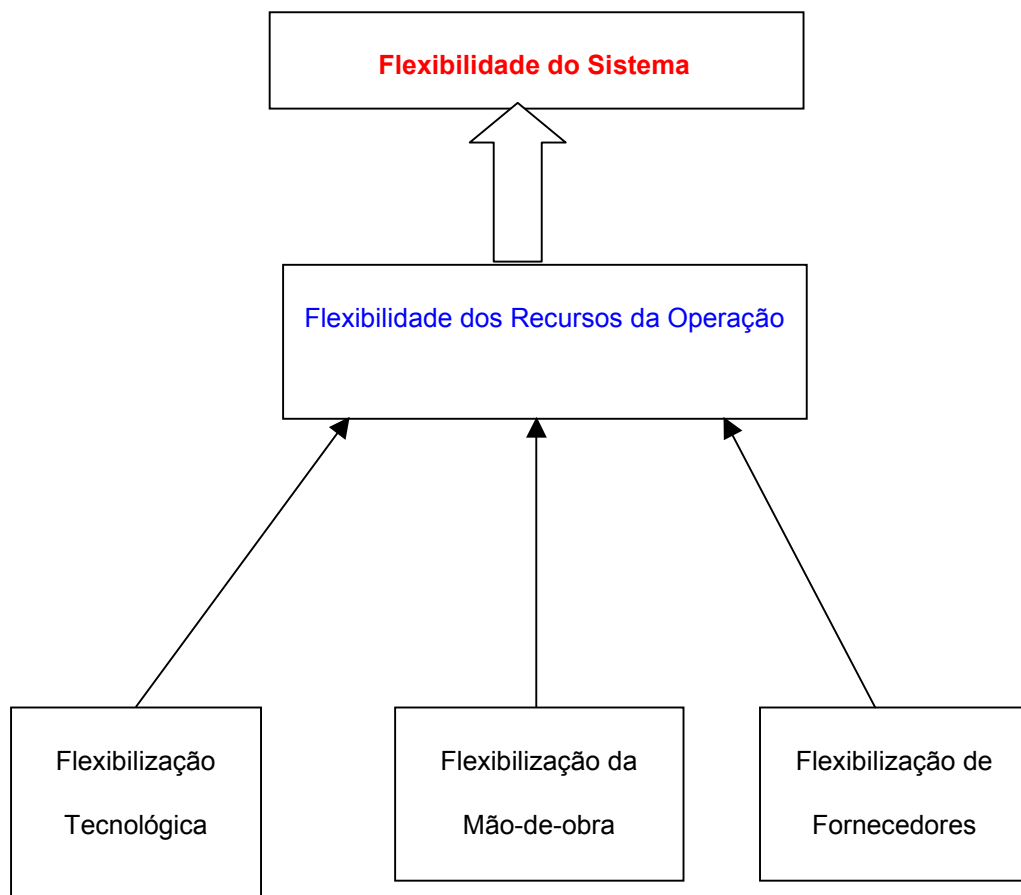 Flexibilidade do Sistema
Flexibilidade dos Recursos da Operação
Flexibilização
Tecnológica
Flexibilização da
Mão-de-obra
Flexibilização de
Fornecedores